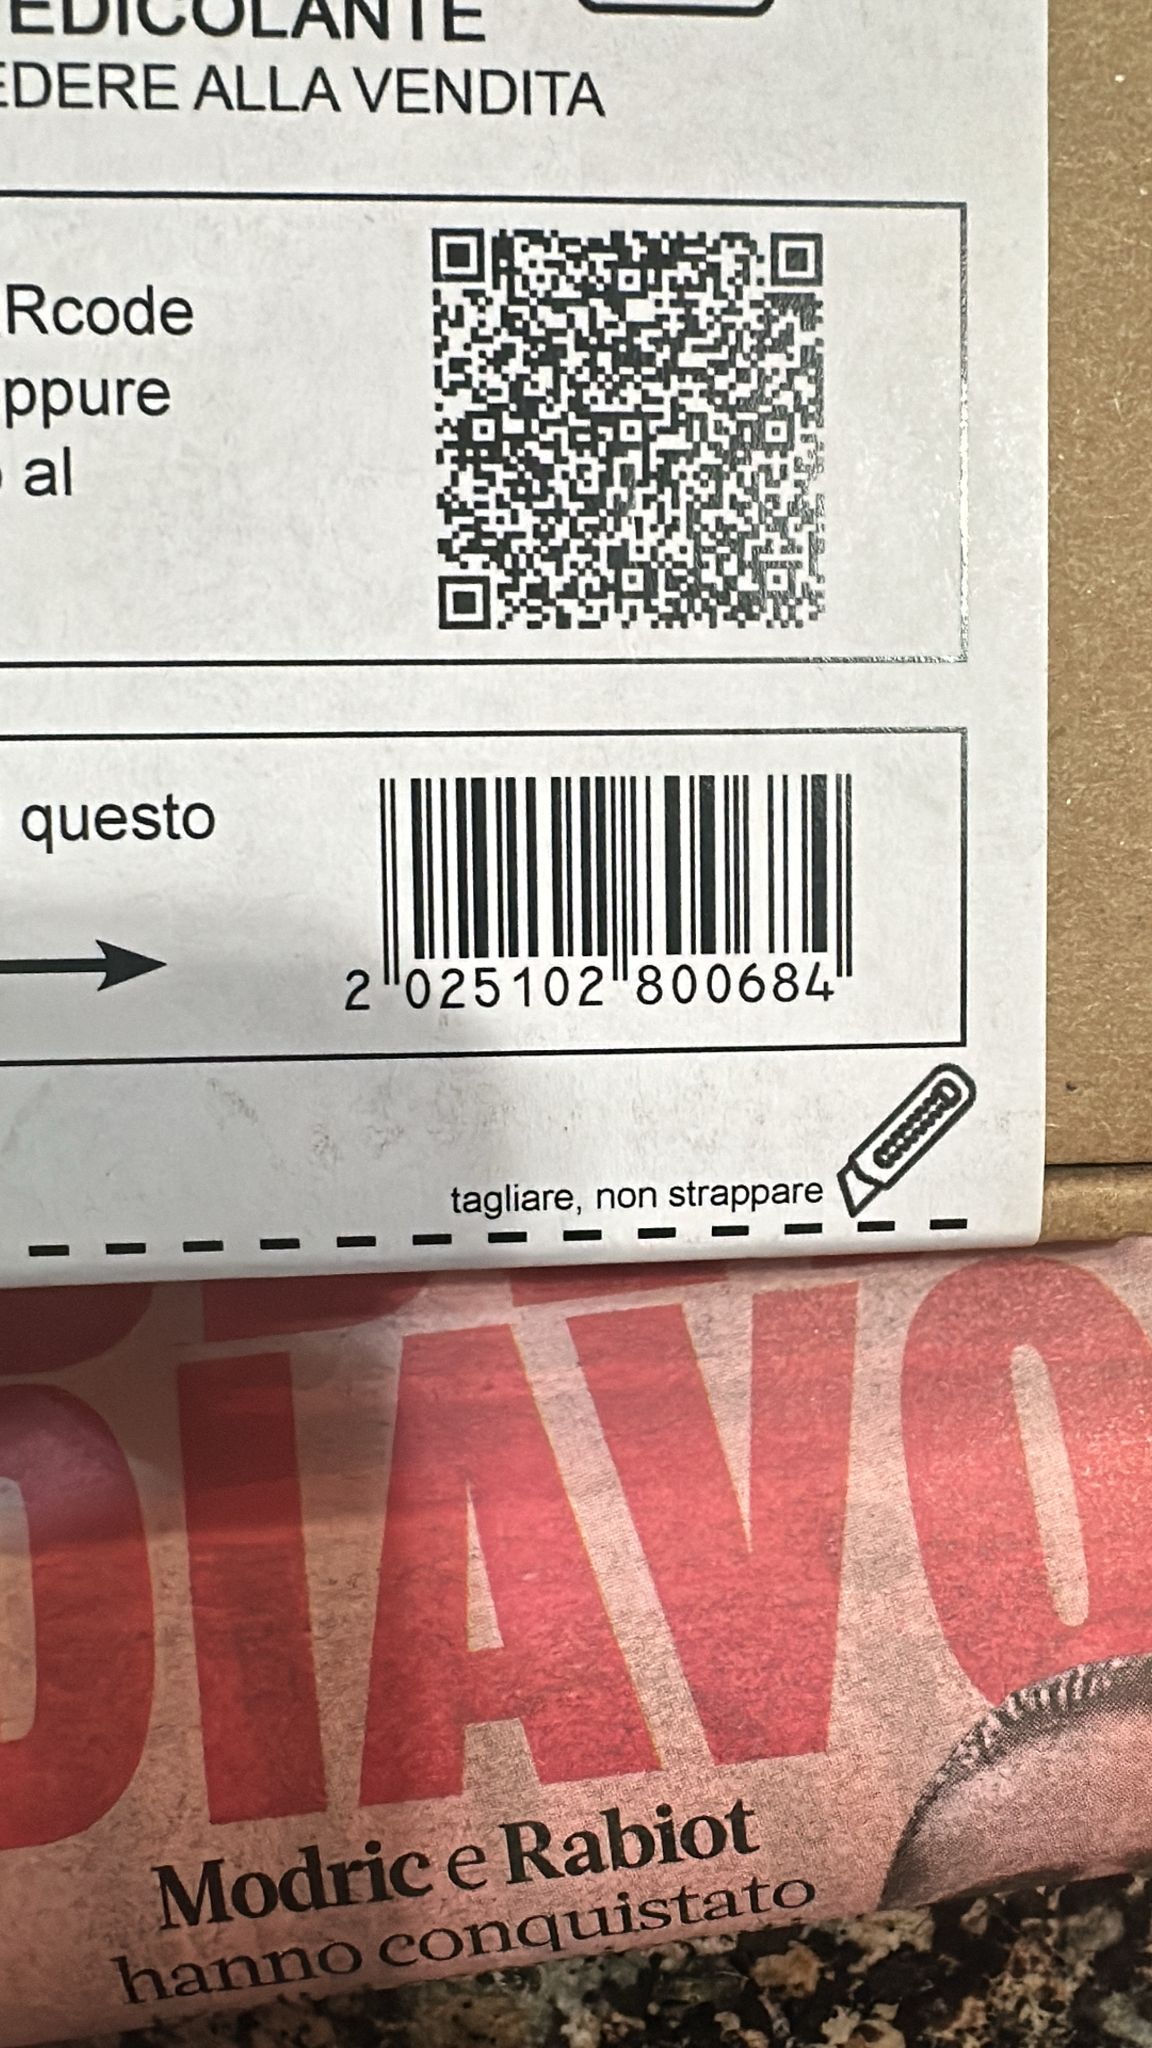 EDICOLANTE
EDERE ALLA VENDITA
Rcode
ppure
al
questo
2 025102 800684
tagliare, non strappare
DIAVO
Modric e Rabiot
hanno conquistato